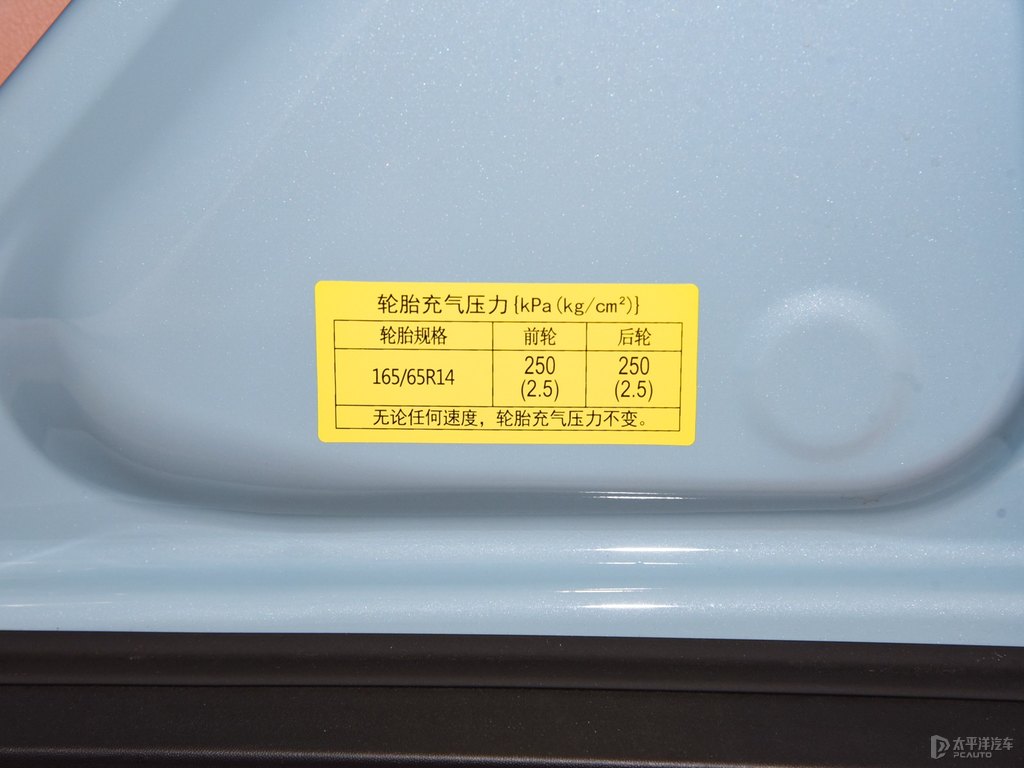 轮胎充气压力{kPa(kg/cm²)}
轮胎规格 前轮 后轮
165/65R14 250 250
(2.5) (2.5)
无论任何速度，轮胎充气压力不变。
太平洋汽车
PCAUTO